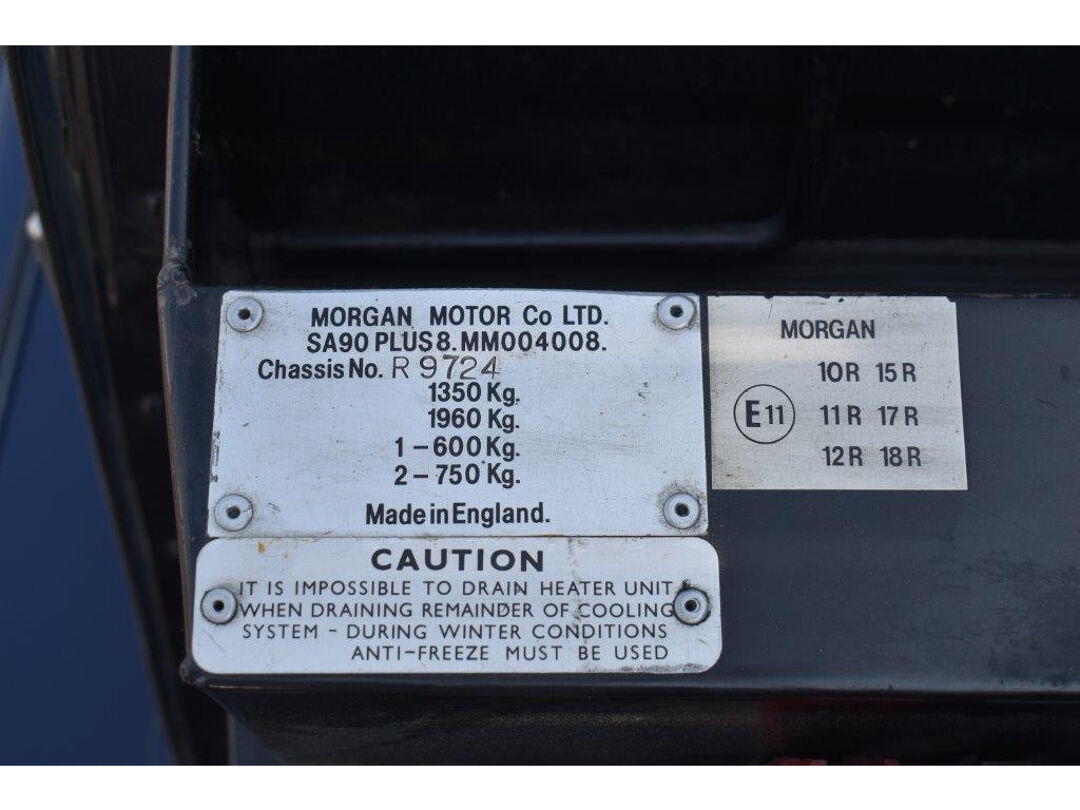 MORGAN MOTOR Co LTD.
SA90 PLUS8.MM004008.
Chassis No. R 9724
1350 Kg.
1960 Kg.
1 - 600 Kg.
2 - 750 Kg.
Made in England.
MORGAN
10R 15R
E11 11R 17R
12R 18R
CAUTION
IT IS IMPOSSIBLE TO DRAIN HEATER UNIT
WHEN DRAINING REMAINDER OF COOLING
SYSTEM - DURING WINTER CONDITIONS
ANTI-FREEZE MUST BE USED